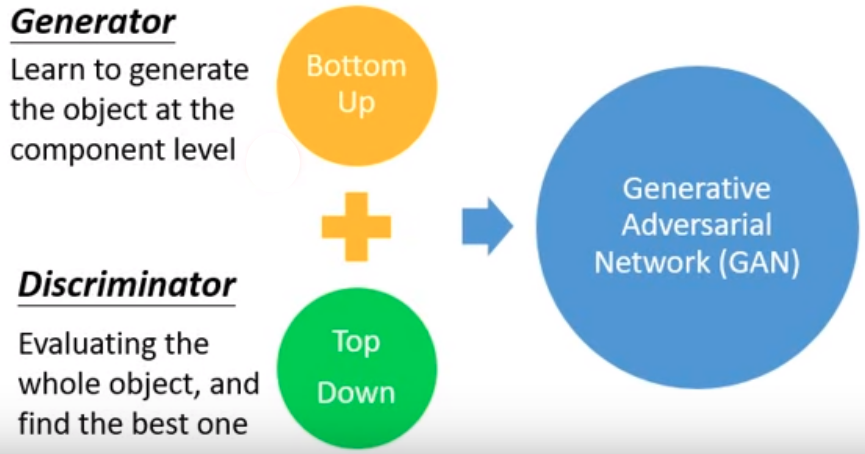 Generator
Learn to generate
the object at the
component level
Bottom
Up
Discriminator
Evaluating the
whole object, and
find the best one
Top
Down
Generative
Adversarial
Network (GAN)